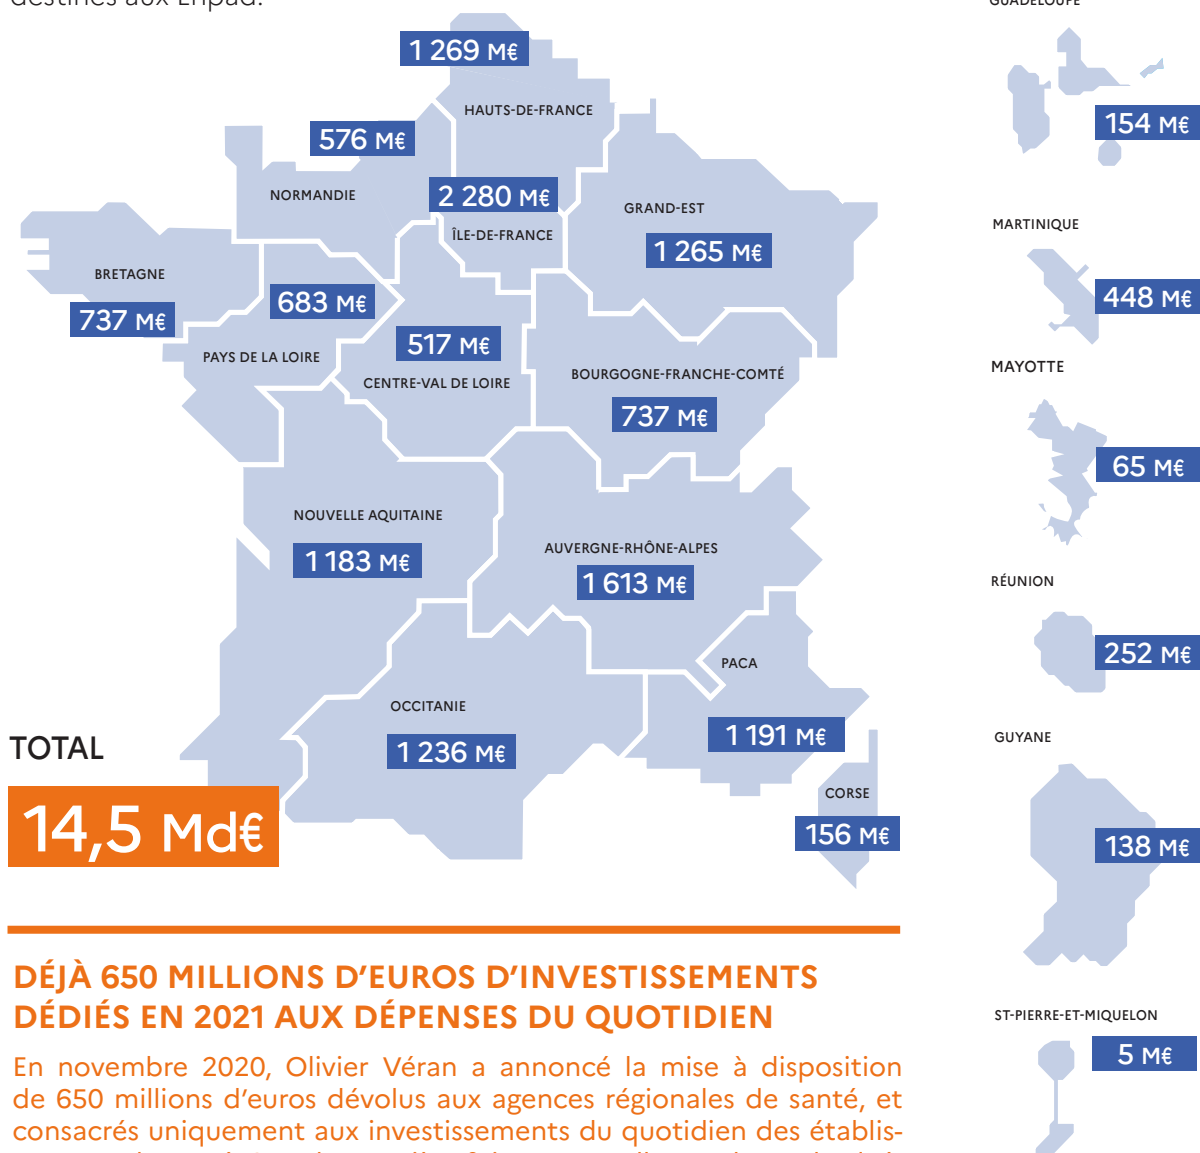 destinés aux Ehpad.
1 269 M€
HAUTS-DE-FRANCE
576 M€
NORMANDIE
2 280 M€
ÎLE-DE-FRANCE
GRAND-EST
1 265 M€
BRETAGNE
737 M€
683 M€
PAYS DE LA LOIRE
517 M€
CENTRE-VAL DE LOIRE
BOURGOGNE-FRANCHE-COMTÉ
737 M€
NOUVELLE AQUITAINE
1 183 M€
AUVERGNE-RHÔNE-ALPES
1 613 M€
PACA
1 191 M€
OCCITANIE
1 236 M€
CORSE
156 M€
TOTAL
14,5 Md€
GUADELOUPE
154 M€
MARTINIQUE
448 M€
MAYOTTE
65 M€
RÉUNION
252 M€
GUYANE
138 M€
ST-PIERRE-ET-MIQUELON
5 M€
DÉJÀ 650 MILLIONS D’EUROS D’INVESTISSEMENTS
DÉDIÉS EN 2021 AUX DÉPENSES DU QUOTIDIEN
En novembre 2020, Olivier Véran a annoncé la mise à disposition
de 650 millions d’euros dévolus aux agences régionales de santé, et
consacrés uniquement aux investissements du quotidien des établis-